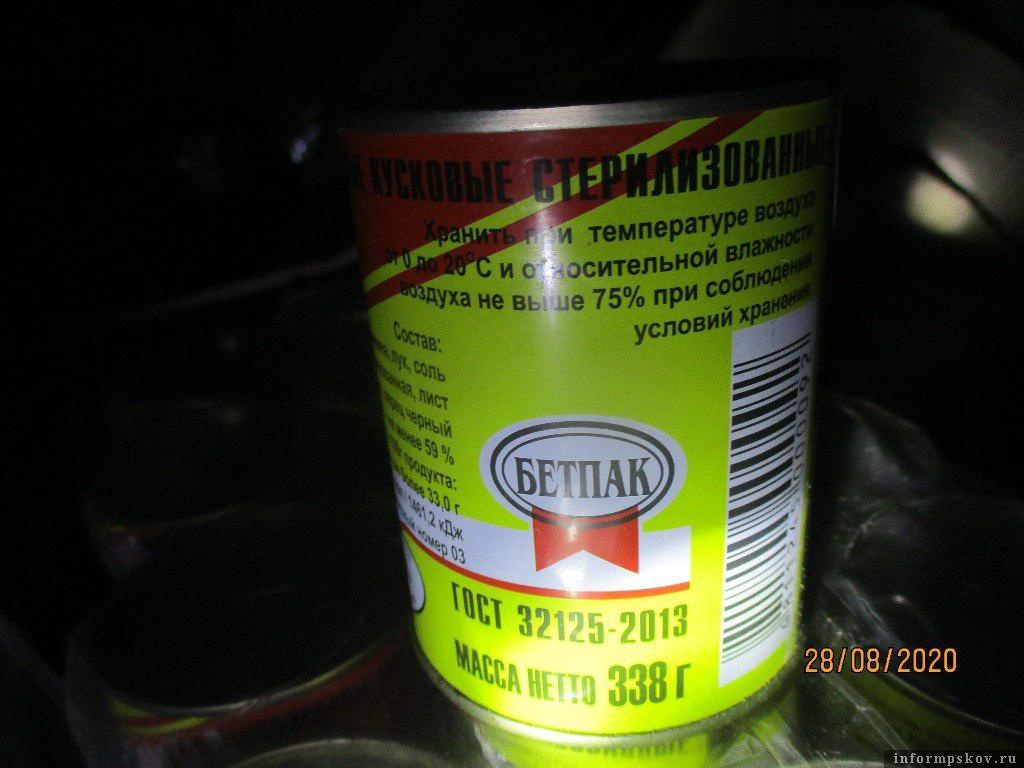 КУСКОВЫЕ СТЕРИЛИЗОВАННЫЕ
Хранить при температуре воздуха
от 0 до 20°С и относительной влажности
воздуха не выше 75% при соблюдении
условий хранения
Состав:
лук, соль
лист
черный
менее 59 %
продукта:
более 33,0 г
1461,2 кДж
номер 03
БЕТПАК
ГОСТ 32125-2013
МАССА НЕТТО 338 г
28/08/2020
informpskov.ru